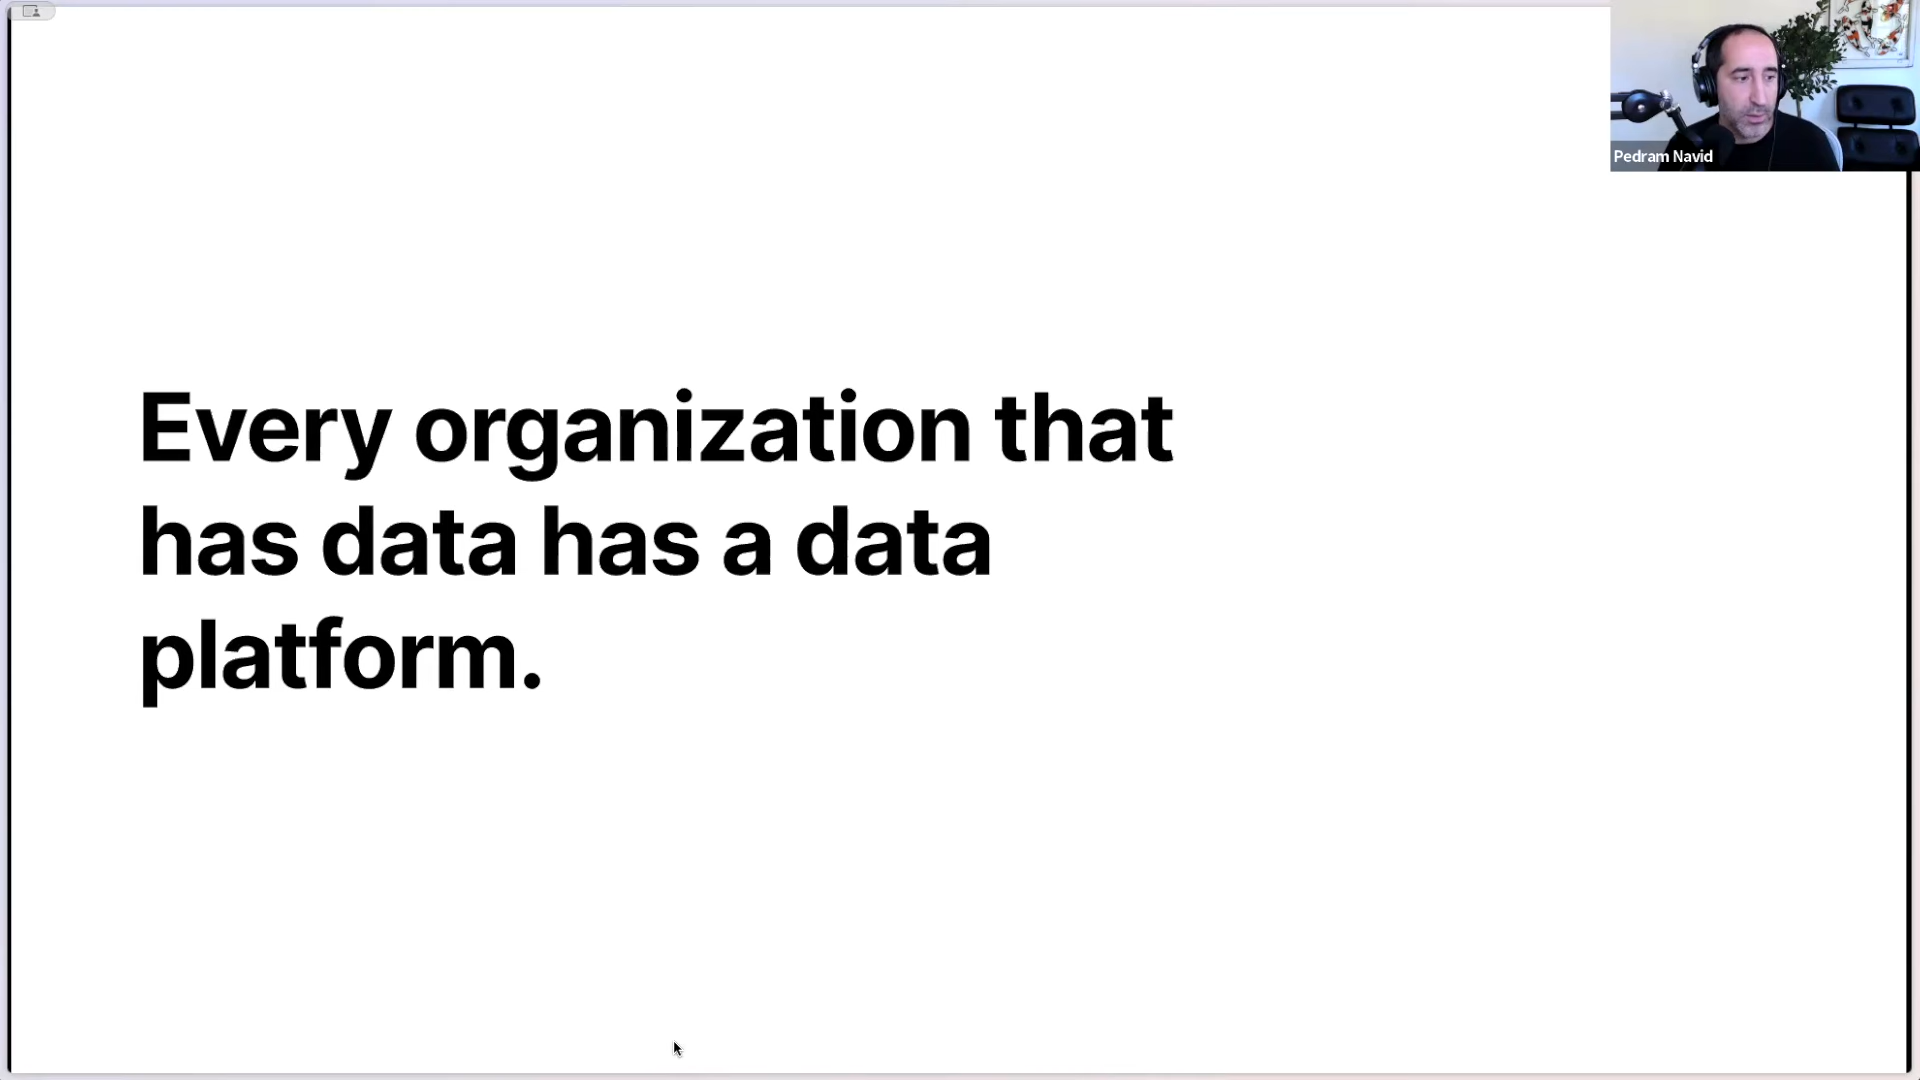 Pedram Navid
Every organization that
has data has a data
platform.